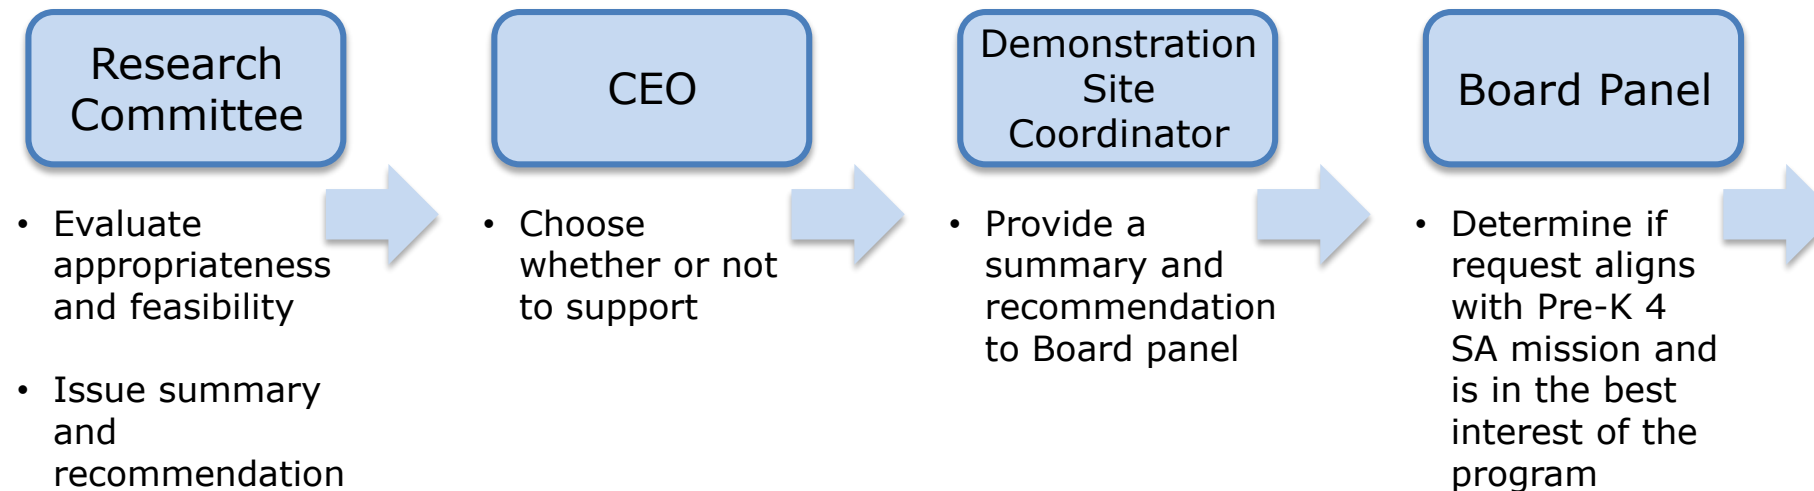 Research
Committee
• Evaluate
appropriateness
and feasibility
• Issue summary
and
recommendation
CEO
• Choose
whether or not
to support
Demonstration
Site
Coordinator
• Provide a
summary and
recommendation
to Board panel
Board Panel
• Determine if
request aligns
with Pre-K 4
SA mission and
is in the best
interest of the
program